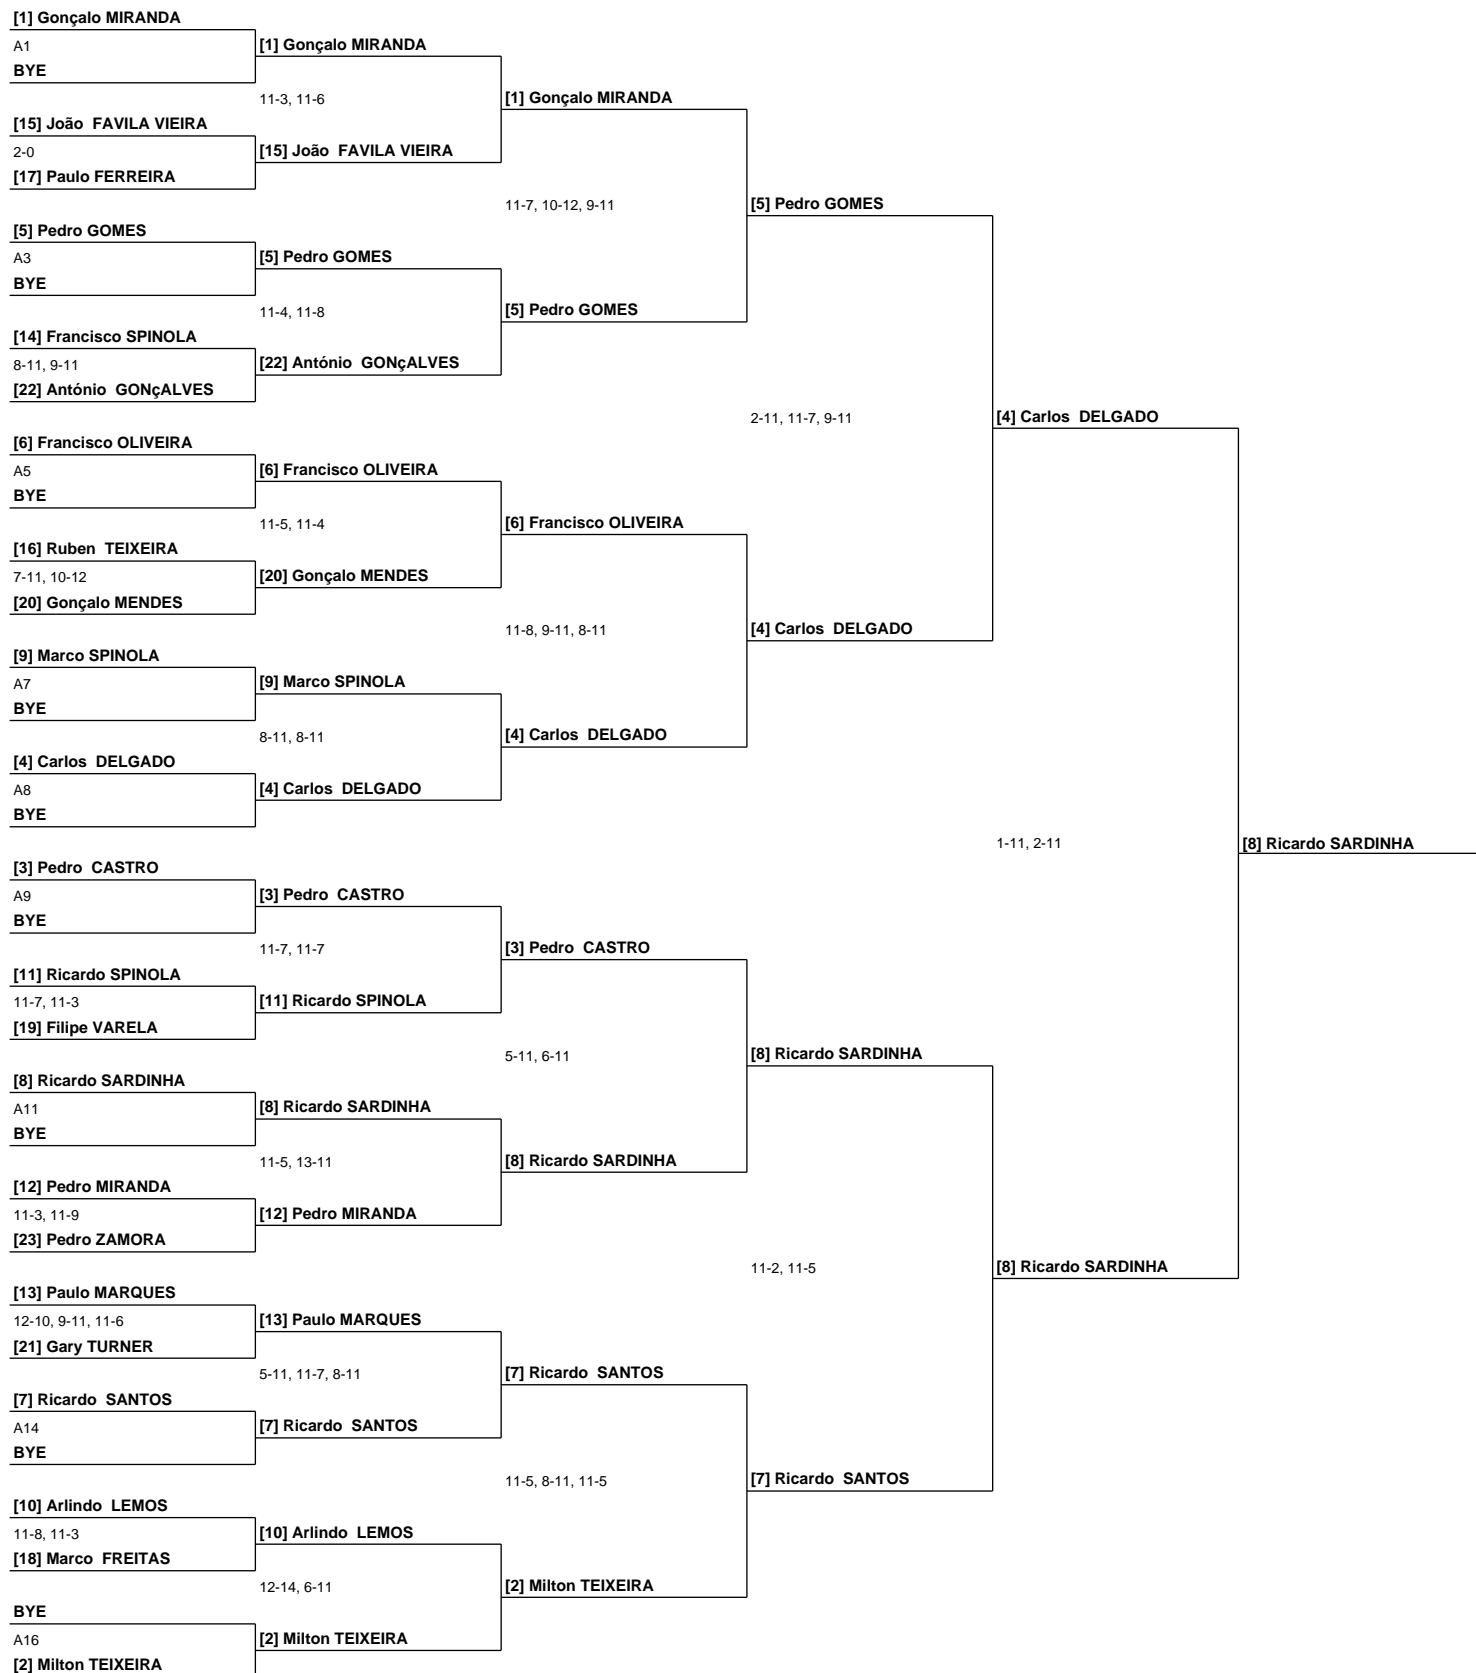 [1] Gonçalo MIRANDA
A1
[1] Gonçalo MIRANDA
BYE
11-3, 11-6
[1] Gonçalo MIRANDA
[15] João  FAVILA VIEIRA
2-0
[15] João  FAVILA VIEIRA
[17] Paulo FERREIRA
11-7, 10-12, 9-11
[5] Pedro GOMES
[5] Pedro GOMES
A3
[5] Pedro GOMES
BYE
11-4, 11-8
[5] Pedro GOMES
[14] Francisco SPINOLA
8-11, 9-11
[22] António  GONçALVES
[22] António  GONçALVES
2-11, 11-7, 9-11
[4] Carlos  DELGADO
[6] Francisco OLIVEIRA
A5
[6] Francisco OLIVEIRA
BYE
11-5, 11-4
[6] Francisco OLIVEIRA
[16] Ruben  TEIXEIRA
7-11, 10-12
[20] Gonçalo MENDES
[20] Gonçalo MENDES
11-8, 9-11, 8-11
[4] Carlos  DELGADO
[9] Marco SPINOLA
A7
[9] Marco SPINOLA
BYE
8-11, 8-11
[4] Carlos  DELGADO
[4] Carlos  DELGADO
A8
[4] Carlos  DELGADO
BYE
1-11, 2-11
[8] Ricardo SARDINHA
[3] Pedro  CASTRO
A9
[3] Pedro  CASTRO
BYE
11-7, 11-7
[3] Pedro  CASTRO
[11] Ricardo SPINOLA
11-7, 11-3
[11] Ricardo SPINOLA
[19] Filipe VARELA
5-11, 6-11
[8] Ricardo SARDINHA
[8] Ricardo SARDINHA
A11
[8] Ricardo SARDINHA
BYE
11-5, 13-11
[8] Ricardo SARDINHA
[12] Pedro MIRANDA
11-3, 11-9
[12] Pedro MIRANDA
[23] Pedro ZAMORA
11-2, 11-5
[8] Ricardo SARDINHA
[13] Paulo MARQUES
12-10, 9-11, 11-6
[13] Paulo MARQUES
[21] Gary TURNER
5-11, 11-7, 8-11
[7] Ricardo  SANTOS
[7] Ricardo  SANTOS
A14
[7] Ricardo  SANTOS
BYE
11-5, 8-11, 11-5
[7] Ricardo  SANTOS
[10] Arlindo  LEMOS
11-8, 11-3
[10] Arlindo  LEMOS
[18] Marco  FREITAS
12-14, 6-11
[2] Milton TEIXEIRA
BYE
A16
[2] Milton TEIXEIRA
[2] Milton TEIXEIRA